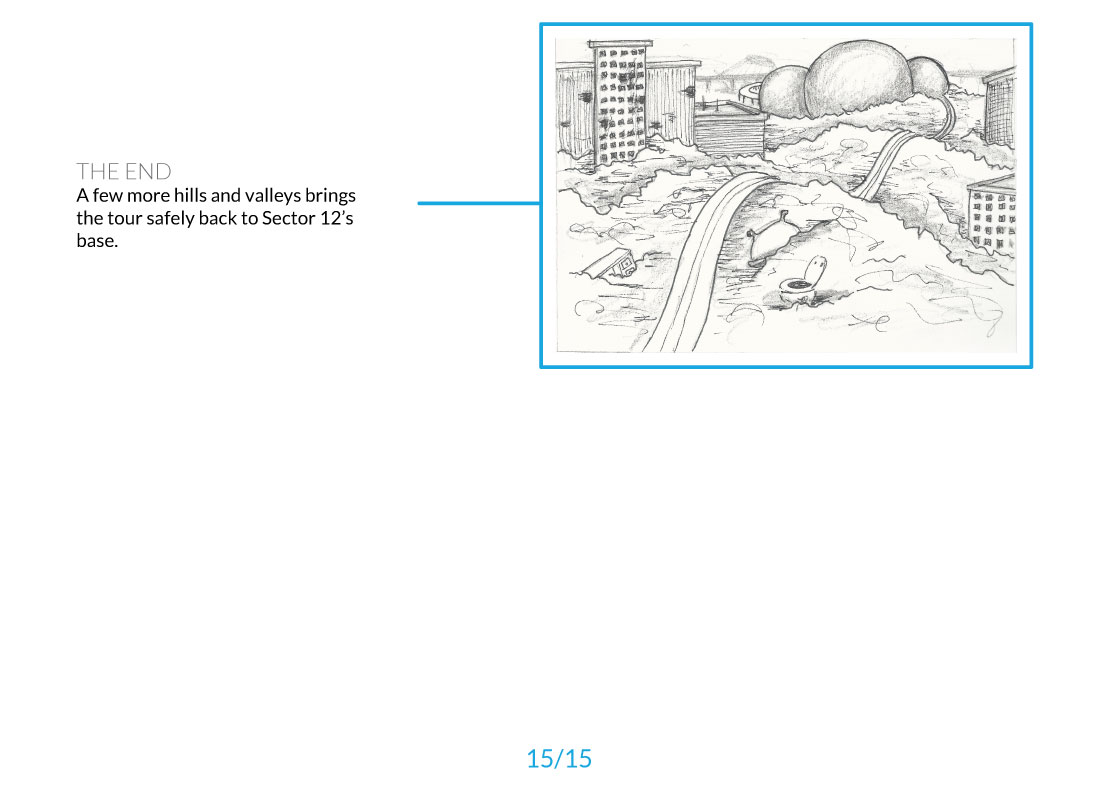 THE END
A few more hills and valleys brings
the tour safely back to Sector 12’s
base.
15/15